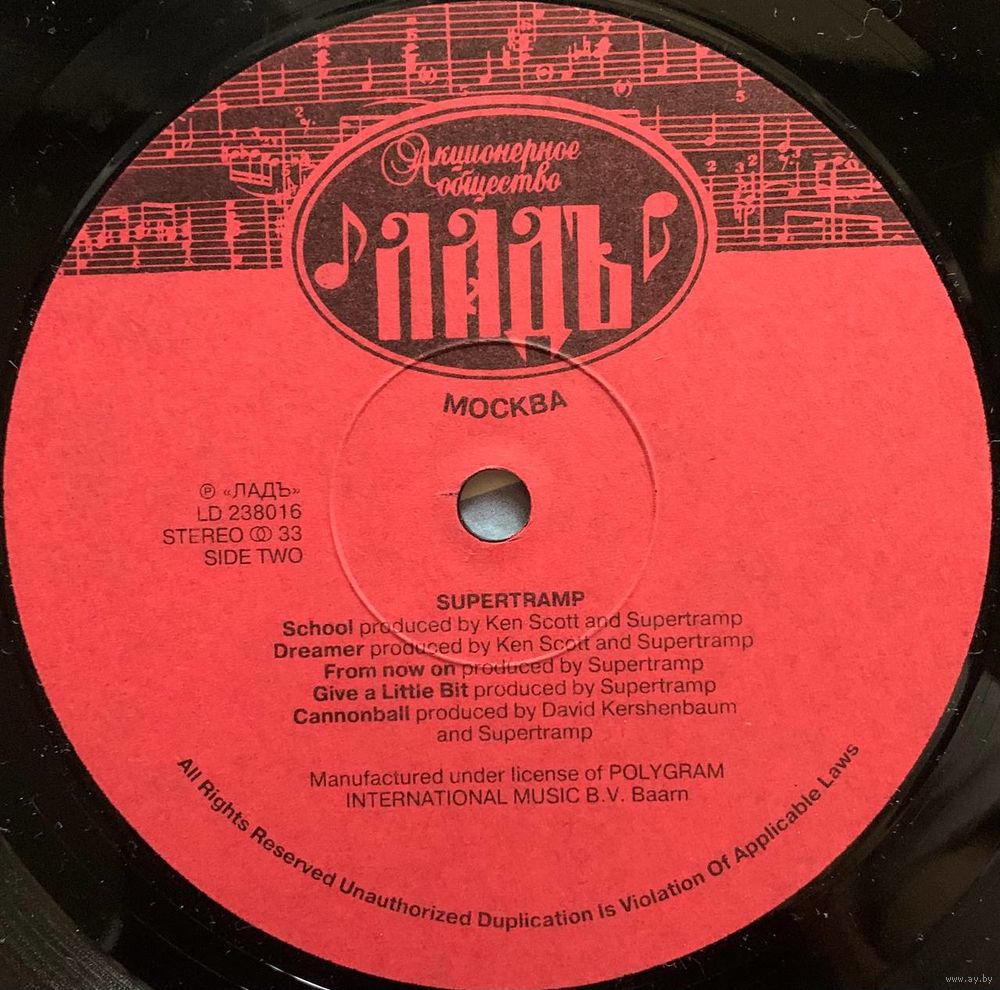 Акционерное
общество
ЛАДЪ
МОСКВА
℗ «ЛАДЪ»
LD 238016
STEREO 33
SIDE TWO
SUPERTRAMP
School produced by Ken Scott and Supertramp
Dreamer produced by Ken Scott and Supertramp
From now on produced by Supertramp
Give a Little Bit produced by Supertramp
Cannonball produced by David Kershenbaum
and Supertramp
Manufactured under license of POLYGRAM
INTERNATIONAL MUSIC B.V. Baarn
All Rights Reserved Unauthorized Duplication Is Violation Of Applicable Laws
www.ay.by